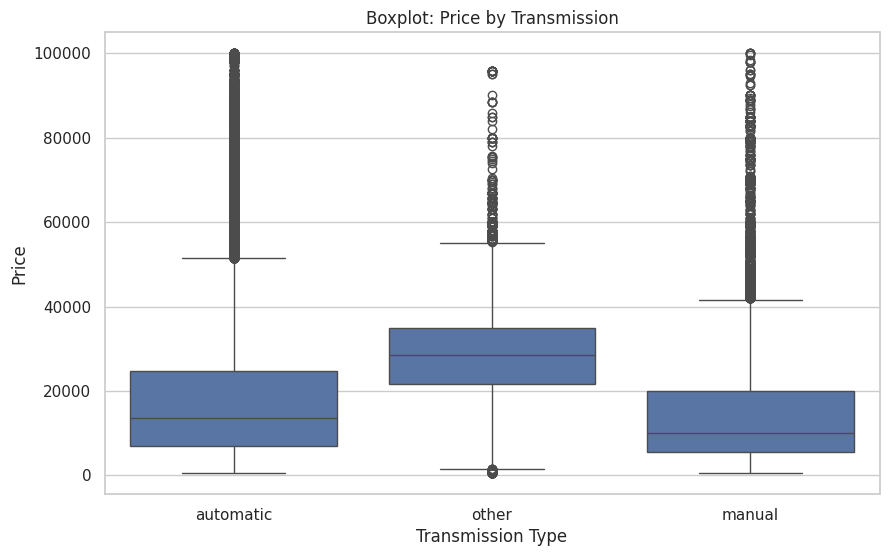 Boxplot: Price by Transmission
100000
80000
60000
40000
20000
0
Price
automatic other manual
Transmission Type